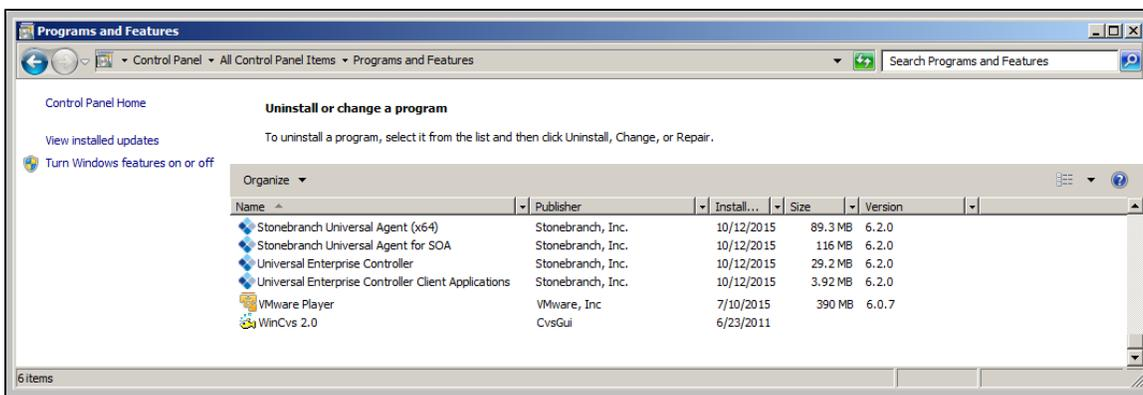 Programs and Features
Control Panel All Control Panel Items Programs and Features Search Programs and Features
Control Panel Home
View installed updates
Turn Windows features on or off
Uninstall or change a program
To uninstall a program, select it from the list and then click Uninstall, Change, or Repair.
Organize
Name Publisher Install... Size Version
Stonebranch Universal Agent (x64) Stonebranch, Inc. 10/12/2015 89.3 MB 6.2.0
Stonebranch Universal Agent for SOA Stonebranch, Inc. 10/12/2015 116 MB 6.2.0
Universal Enterprise Controller Stonebranch, Inc. 10/12/2015 29.2 MB 6.2.0
Universal Enterprise Controller Client Applications Stonebranch, Inc. 10/12/2015 3.92 MB 6.2.0
VMware Player VMware, Inc 7/10/2015 390 MB 6.0.7
WinCvs 2.0 CvsGui 6/23/2011
6 items